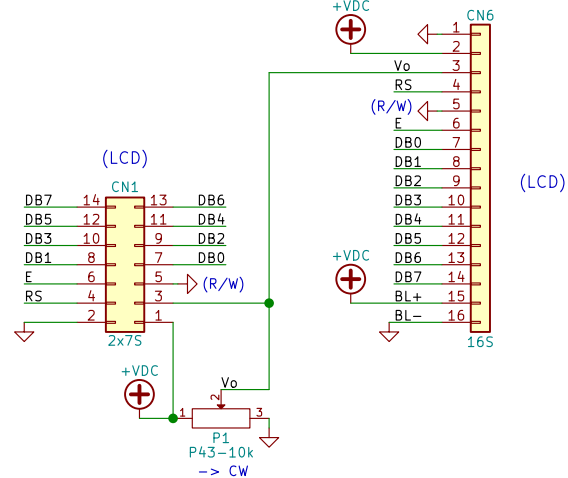 +VDC
CN6
1
2
Vo 3
RS 4
(R/W) 5
E 6
DB0 7
DB1 8
DB2 9
DB3 10
DB4 11
DB5 12
DB6 13
DB7 14
+VDC
BL+ 15
BL- 16
16S
(LCD)
(LCD)
CN1
DB7 14 13 DB6
DB5 12 11 DB4
DB3 10 9 DB2
DB1 8 7 DB0
E 6 5 (R/W)
RS 4 3
2 1
2x7S
+VDC
Vo
2
1 3
P1
P43-10k
-> CW